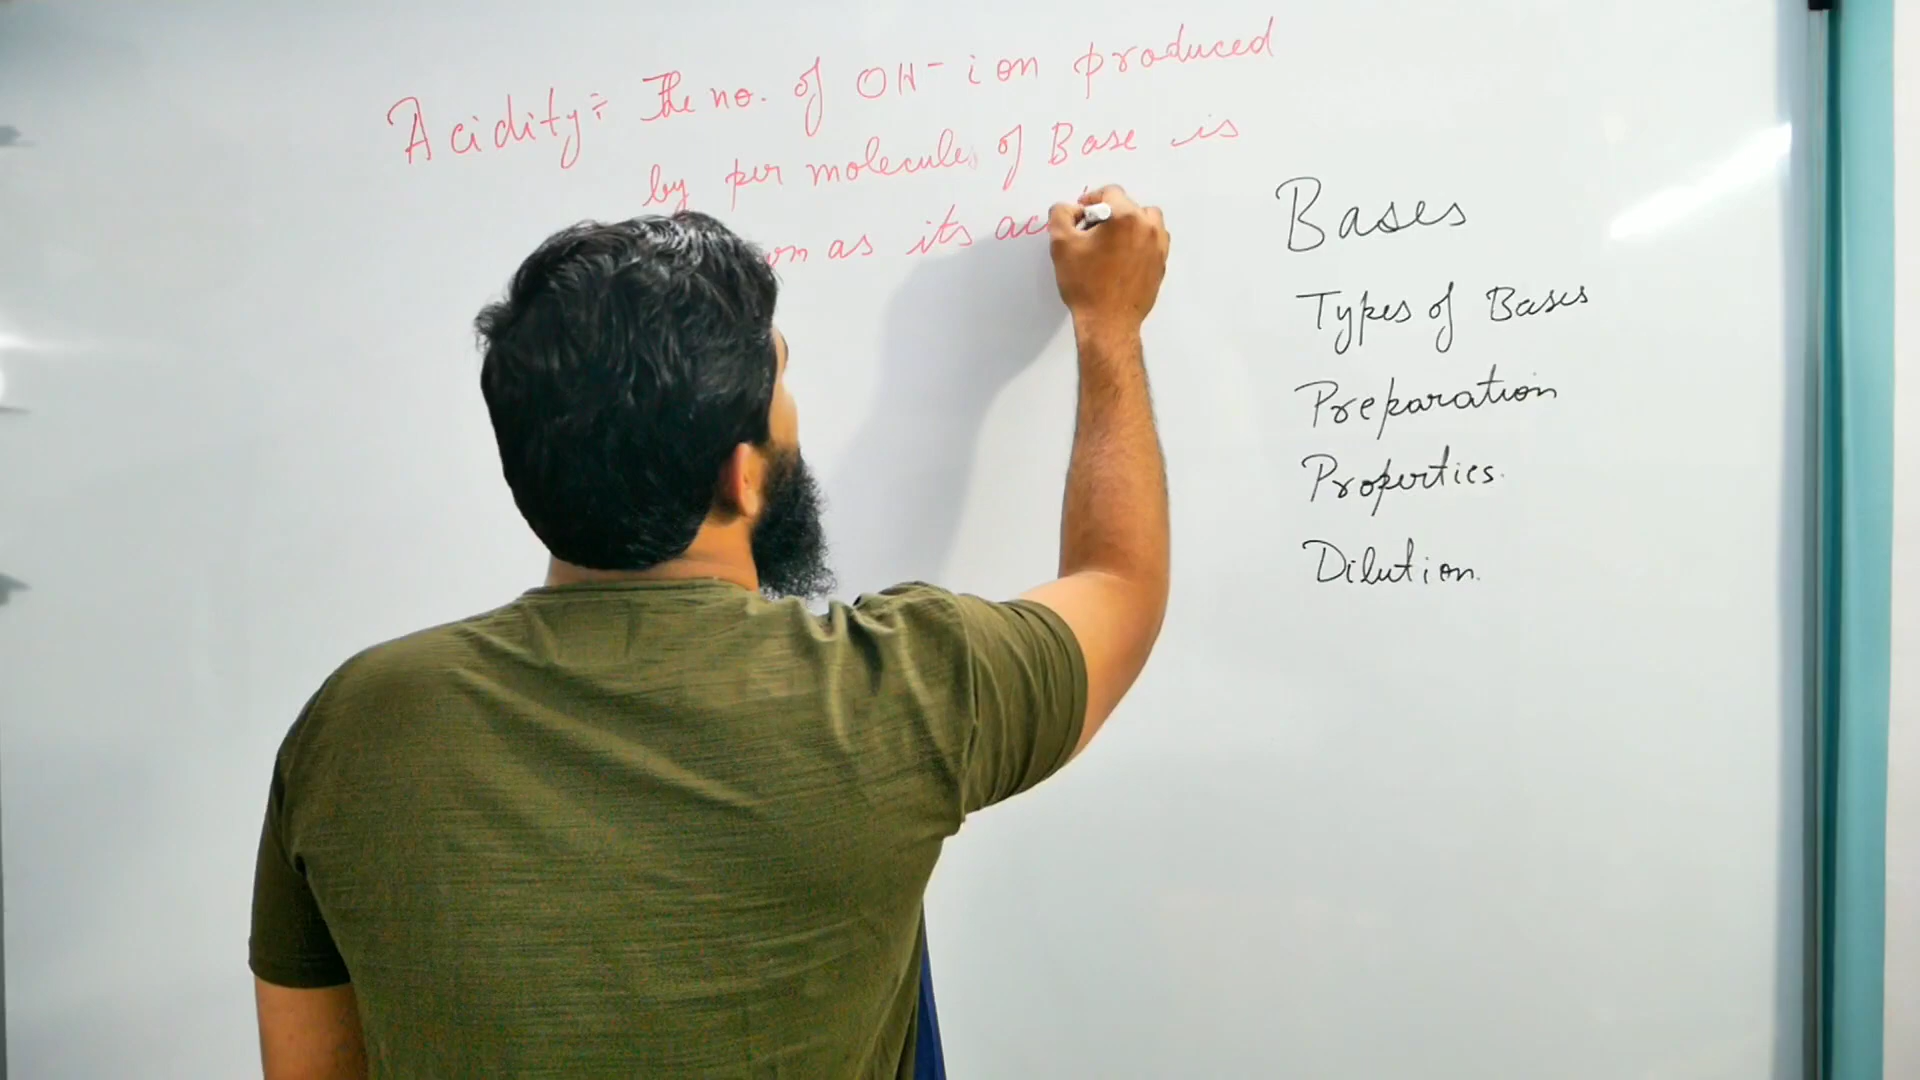 Acidity:- The no. of OH- ion produced
by per molecule of Base is
as its
Bases
Types of Bases
Preparation
Properties.
Dilution.